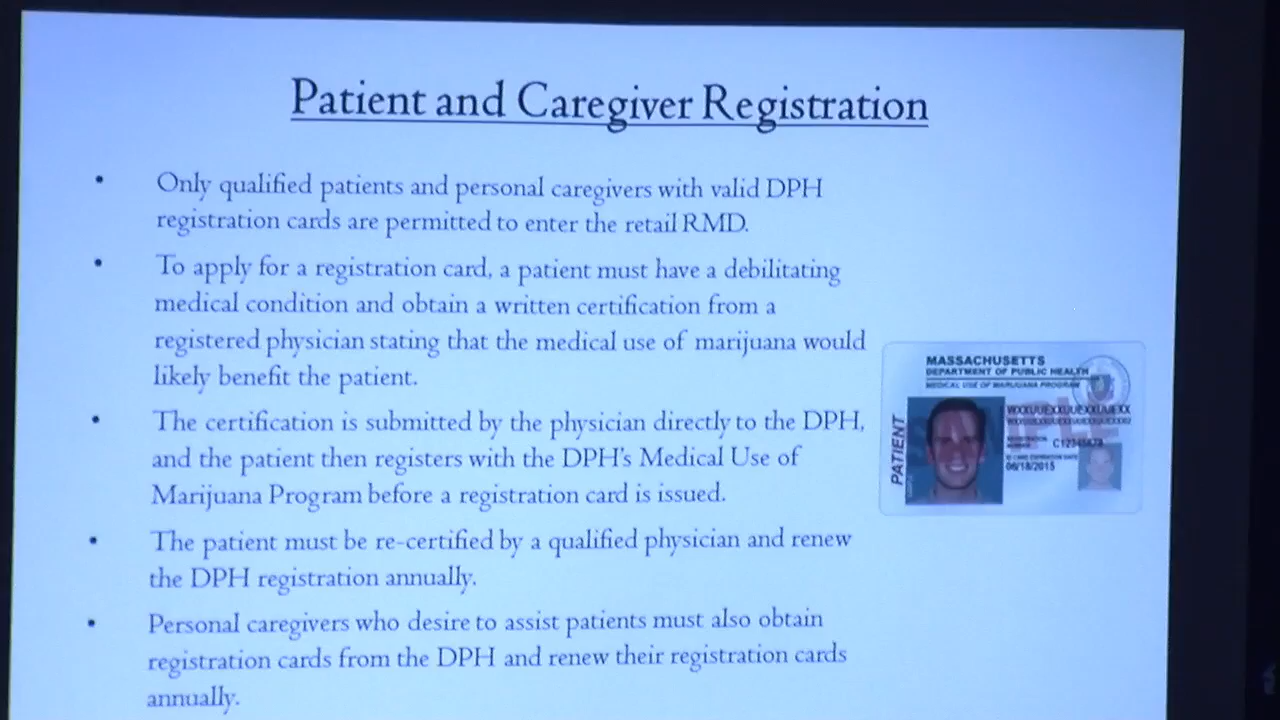 Patient and Caregiver Registration
• Only qualified patients and personal caregivers with valid DPH
registration cards are permitted to enter the retail RMD.
• To apply for a registration card, a patient must have a debilitating
medical condition and obtain a written certification from a
registered physician stating that the medical use of marijuana would
likely benefit the patient.
• The certification is submitted by the physician directly to the DPH,
and the patient then registers with the DPH's Medical Use of
Marijuana Program before a registration card is issued.
• The patient must be re-certified by a qualified physician and renew
the DPH registration annually.
• Personal caregivers who desire to assist patients must also obtain
registration cards from the DPH and renew their registration cards
annually.
MASSACHUSETTS
DEPARTMENT OF PUBLIC HEALTH
MEDICAL USE OF MARIJUANA PROGRAM
PATIENT
06/18/2015